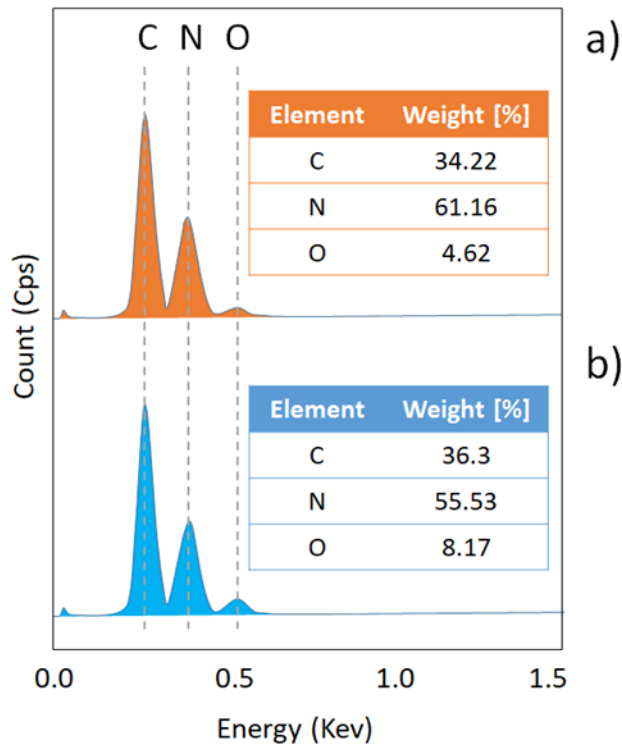 C N O
a)
Element Weight [%]
C 34.22
N 61.16
O 4.62
b)
Element Weight [%]
C 36.3
N 55.53
O 8.17
Count (Cps)
0.0 0.5 1.0 1.5
Energy (Kev)